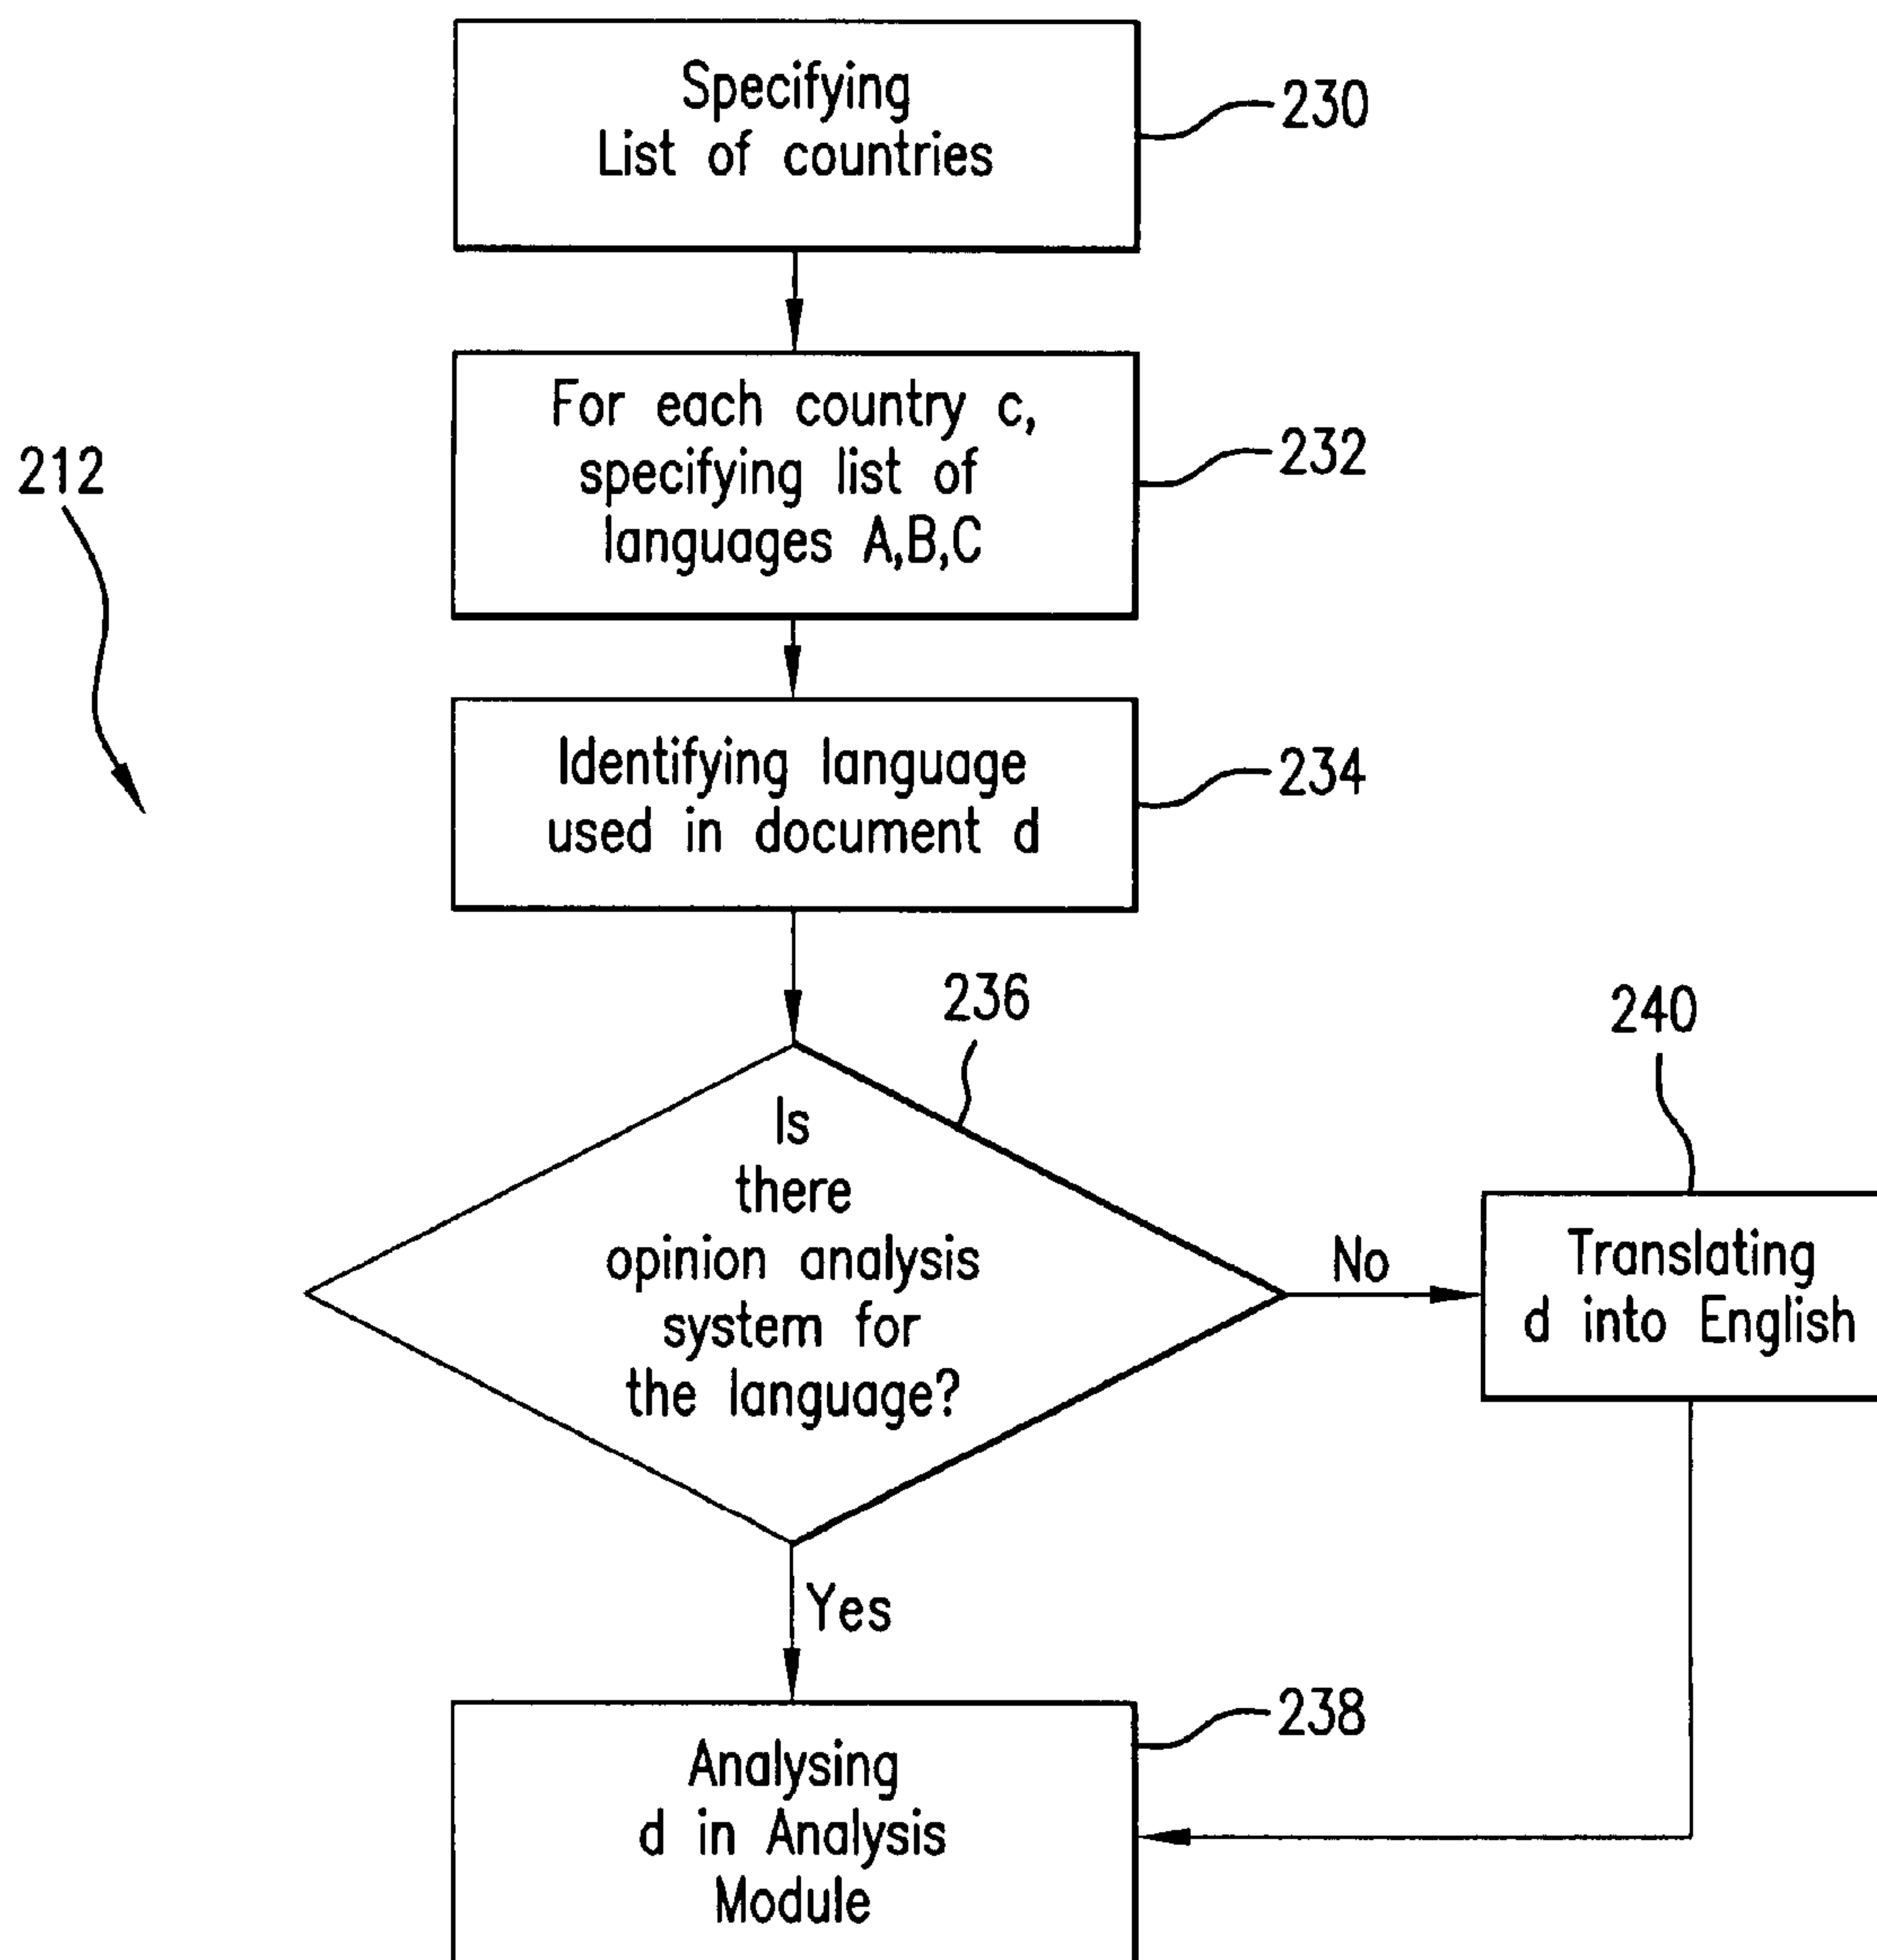 Specifying
List of countries
230
For each country c,
specifying list of
languages A,B,C
232
212
Identifying language
used in document d
234
236
240
Is
there
opinion analysis
system for
the language?
No
Translating
d into English
Yes
238
Analysing
d in Analysis
Module